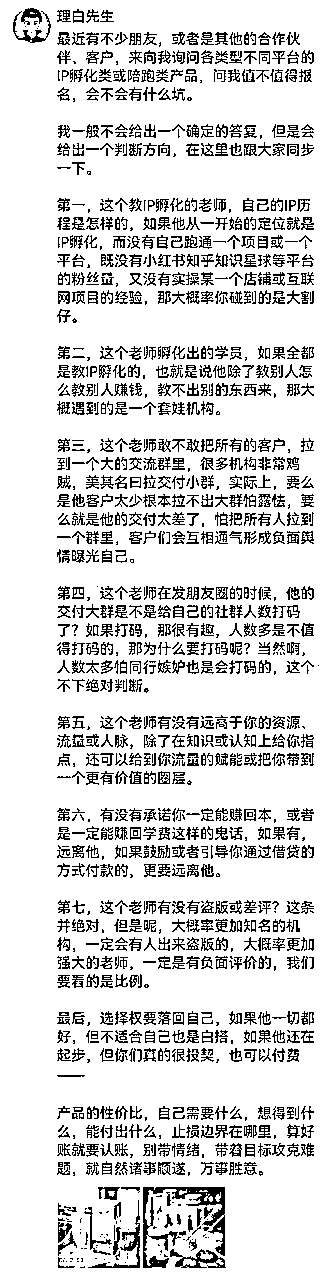 理白先生
最近有不少朋友，或者是其他的合作伙
伴、客户，来向我询问各类型不同平台的
IP孵化类或陪跑类产品，问我值不值得报
名，会不会有什么坑。
我一般不会给出一个确定的答复，但是会
给出一个判断方向，在这里也跟大家同步
一下。
第一，这个教IP孵化的老师，自己的IP历
程是怎样的，如果他从一开始的定位就是
IP孵化，而没有自己跑通一个项目或一个
平台，既没有小红书知乎知识星球等平台
的粉丝量，又没有实操某一个店铺或互联
网项目的经验，那大概率你碰到的是大割
仔。
第二，这个老师孵化出的学员，如果全都
是教IP孵化的，也就是说他除了教别人怎
么教别人赚钱，教不出别的东西来，那大
概遇到的是一个套娃机构。
第三，这个老师敢不敢把所有的客户，拉
到一个大的交流群里，很多机构非常鸡
贼，美其名曰拉交付小群，实际上，要么
是他客户太少根本拉不出大群怕露怯，要
么就是他的交付太差了，怕把所有人拉到
一个群里，客户们会互相通气形成负面舆
情曝光自己。
第四，这个老师在发朋友圈的时候，他的
交付大群是不是给自己的社群人数打码
了？如果打码，那很有趣，人数多是不值
得打码的，那为什么要打码呢？当然啊，
人数太多怕同行嫉妒也是会打码的，这个
不下绝对判断。
第五，这个老师有没有远高于你的资源、
流量或人脉，除了在知识或认知上给你指
点，还可以给到你流量的赋能或把你带到
一个更有价值的圈层。
第六，有没有承诺你一定能赚回本，或者
是一定能赚回学费这样的鬼话，如果有，
远离他，如果鼓励或者引导你通过借贷的
方式付款的，更要远离他。
第七，这个老师有没有盗版或差评？这条
并绝对，但是呢，大概率更加知名的机
构，一定会有人出来盗版的，大概率更加
强大的老师，一定是有负面评价的，我们
要看的是比例。
最后，选择权要落回自己，如果他一切都
好，但不适合自己也是白搭，如果他还在
起步，但你们真的很投契，也可以付费
——
产品的性价比，自己需要什么，想得到什
么，能付出什么，止损边界在哪里，算好
账就要认账，别带情绪，带着目标攻克难
题，就自然诸事顺遂，万事胜意。